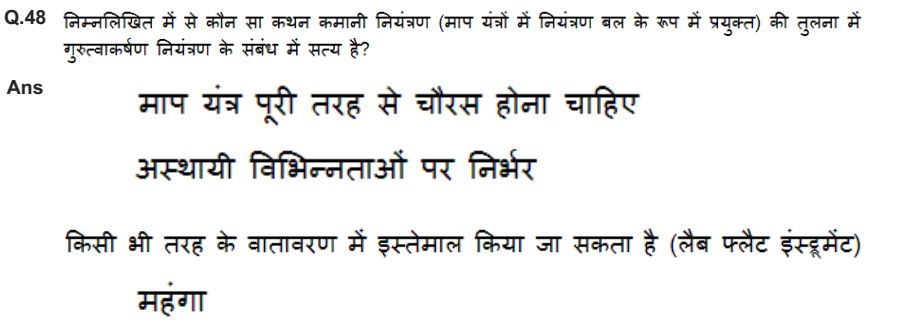 Q.48 निम्नलिखित में से कौन सा कथन कमानी नियंत्रण (माप यंत्रों में नियंत्रण बल के रूप में प्रयुक्त) की तुलना में
गुरुत्वाकर्षण नियंत्रण के संबंध में सत्य है?
Ans माप यंत्र पूरी तरह से चौरस होना चाहिए
अस्थायी विभिन्नताओं पर निर्भर
किसी भी तरह के वातावरण में इस्तेमाल किया जा सकता है (लैब फ्लैट इंस्ड्रूमेंट)
महंगा